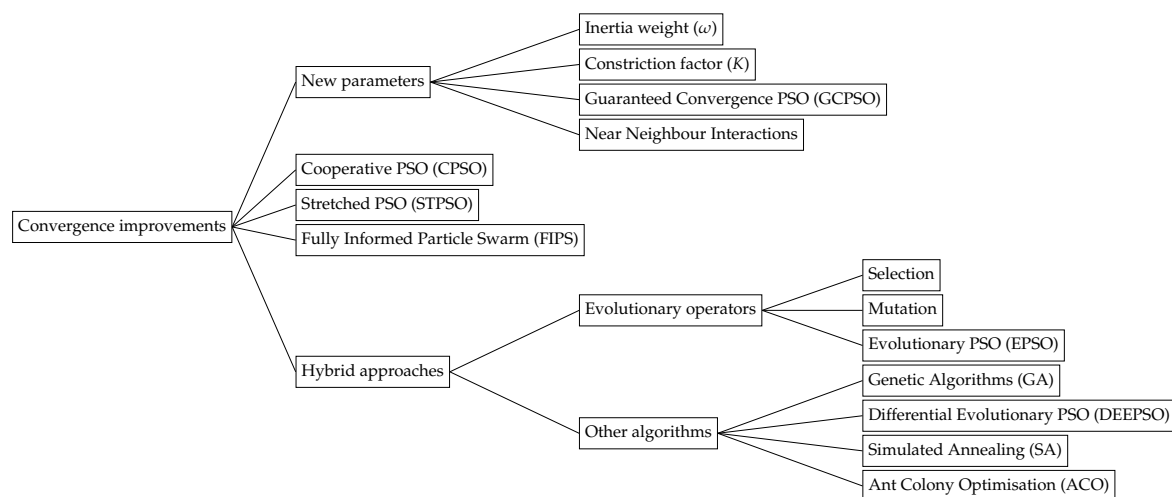 Inertia weight (ω)
New parameters
Constriction factor (K)
Guaranteed Convergence PSO (GCPSO)
Near Neighbour Interactions
Cooperative PSO (CPSO)
Stretched PSO (STPSO)
Convergence improvements
Fully Informed Particle Swarm (FIPS)
Selection
Evolutionary operators
Mutation
Evolutionary PSO (EPSO)
Hybrid approaches
Genetic Algorithms (GA)
Differential Evolutionary PSO (DEEPSO)
Other algorithms
Simulated Annealing (SA)
Ant Colony Optimisation (ACO)